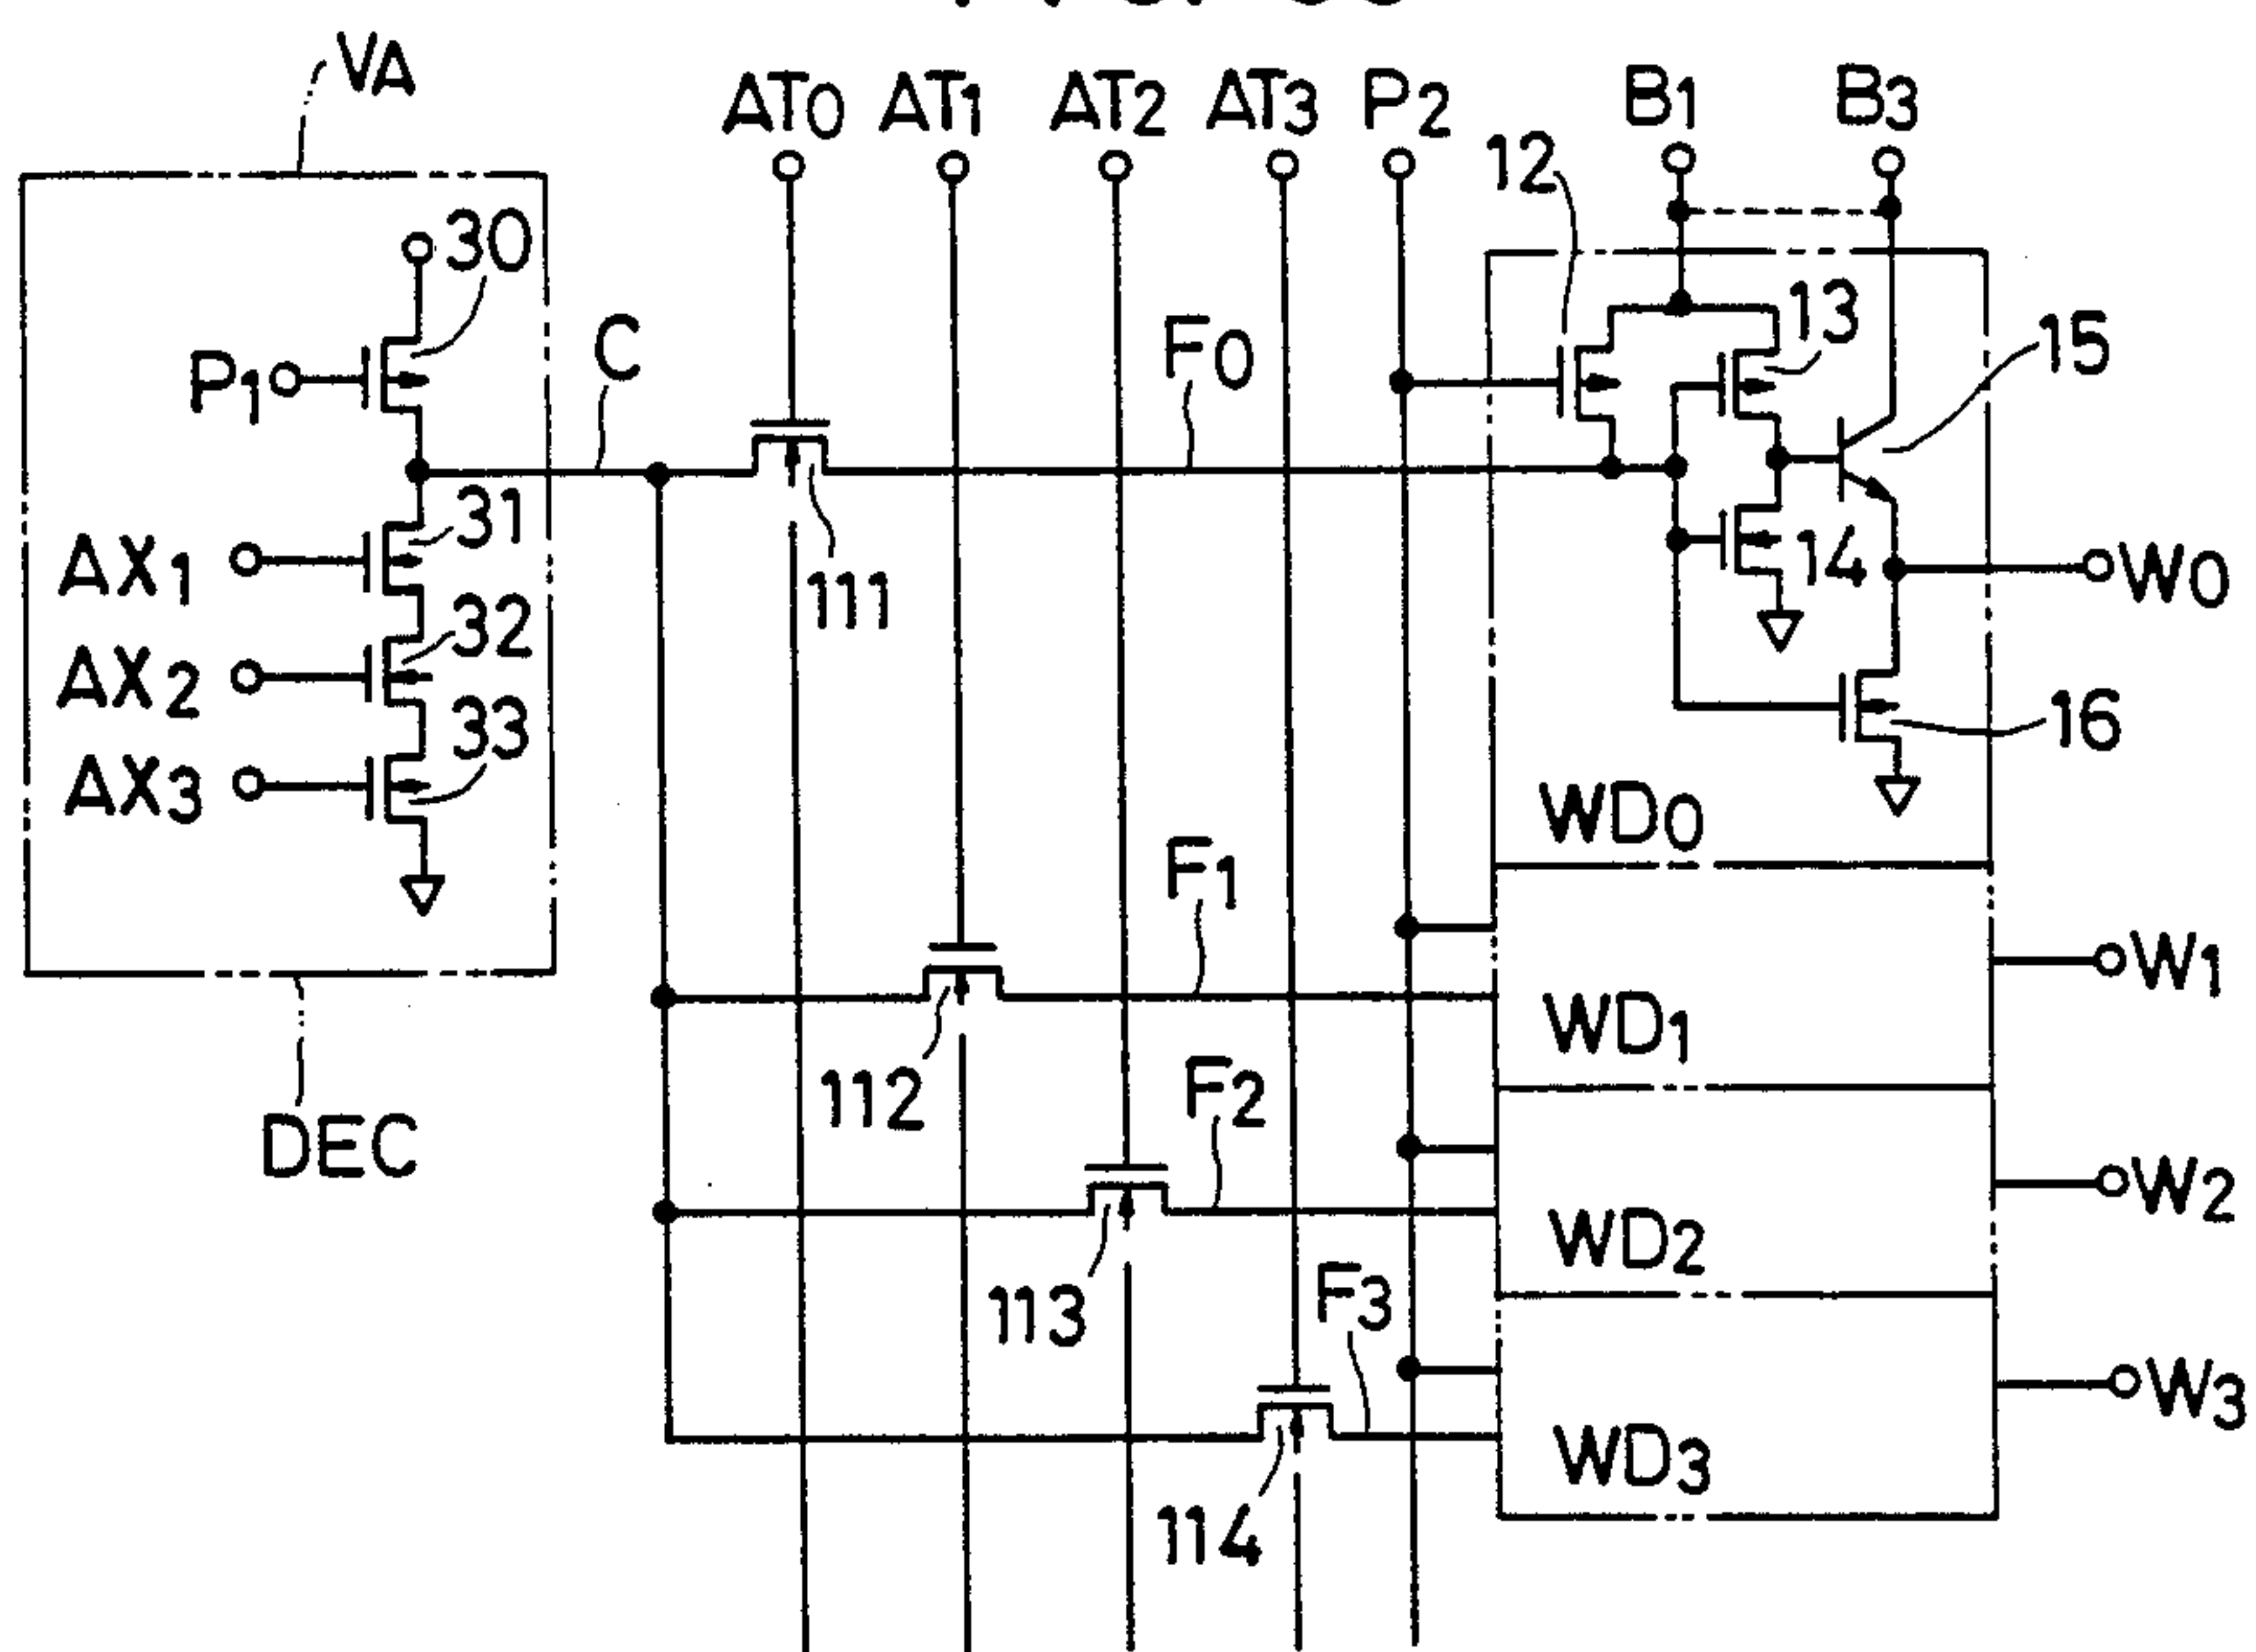 VA
AT0 AT1 AT2 AT3 P2 B1 B3
12
30
13
15
P1
C
F0
31
AX1
111
14
W0
32
AX2
33
16
AX3
WD0
F1
W1
WD1
112
F2
DEC
W2
WD2
113
F3
W3
WD3
114